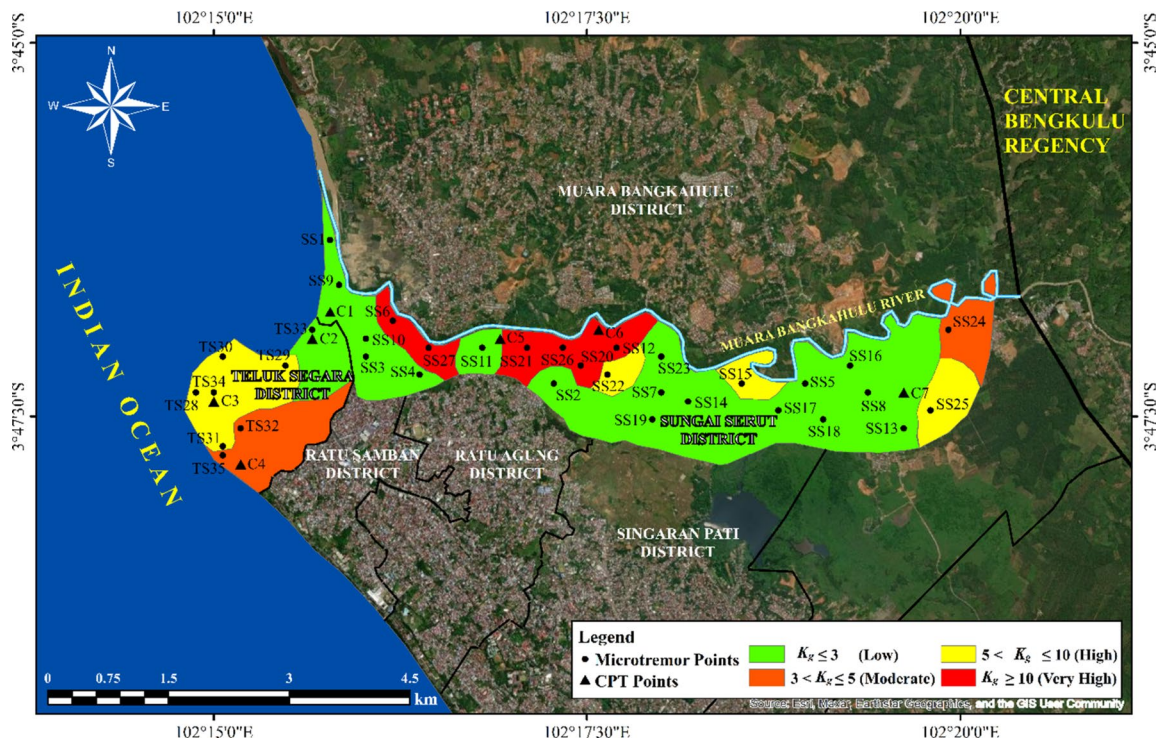 102°15'0"E 102°17'30"E 102°20'0"E
3°45'0"S
3°45'0"S
N
W E
S
CENTRAL
BENGKULU
REGENCY
MUARA BANGKAHULU
DISTRICT
INDIAN OCEAN
SS1
SS9
MUARA BANGKAHULU RIVER
C1
SS6
TS33
C2
SS10
SS3
SS4
SS27
SS11
C5
SS21
SS26
C6
SS20
SS12
SS23
SS24
SS16
TS30
TS29
TELUK SEGARA
DISTRICT
TS34
TS28
C3
TS32
TS31
TS35
C4
SS2
SS22
SS7
SS15
SS5
SS14
SS17
SS8
C7
SS25
SS19
SUNGAI SERUT
DISTRICT
SS18
SS13
3°47'30"S
3°47'30"S
RATU SAMBAN
DISTRICT
RATU AGUNG
DISTRICT
SINGARAN PATI
DISTRICT
Legend
Microtremor Points
CPT Points
Kg ≤ 3 (Low)
3 < Kg ≤ 5 (Moderate)
5 < Kg ≤ 10 (High)
Kg ≥ 10 (Very High)
0 0.75 1.5 3 4.5
km
Source: Esri, Maxar, Earthstar Geographics, and the GIS User Community
102°15'0"E 102°17'30"E 102°20'0"E